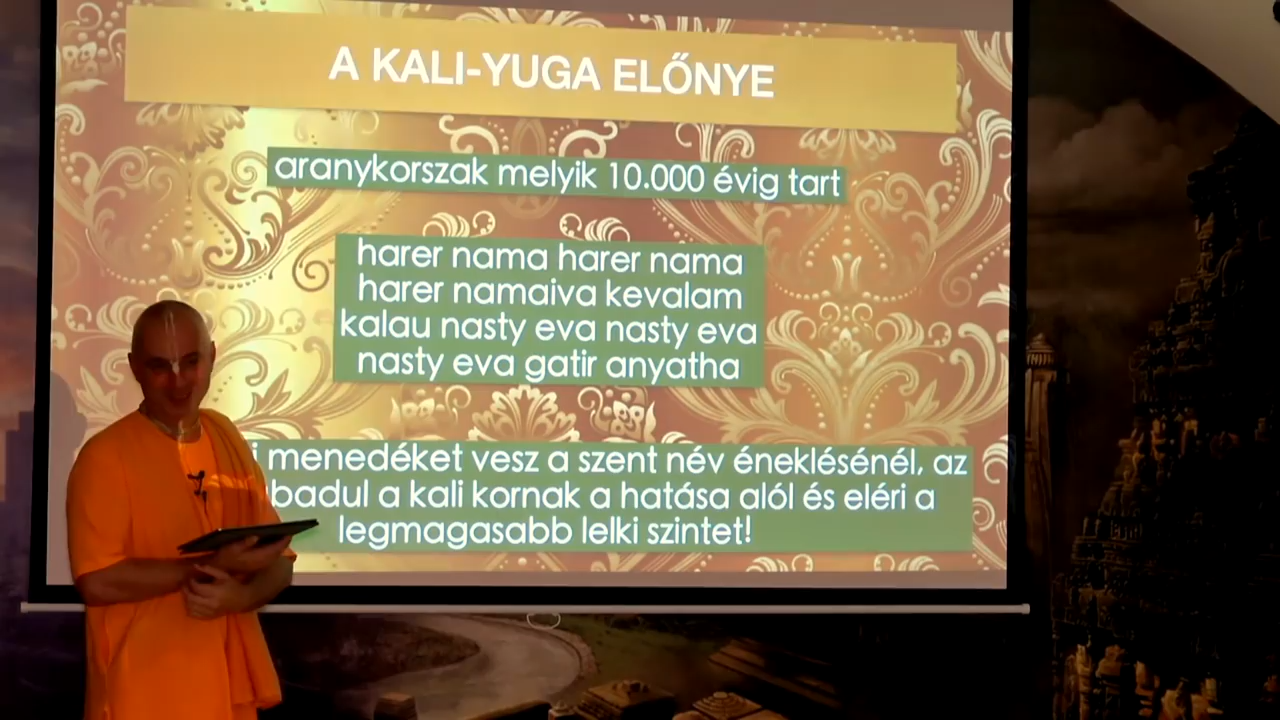 A KALI-YUGA ELŐNYE
aranykorszak melyik 10.000 évig tart
harer nama harer nama
harer namaiva kevalam
kalau nasty eva nasty eva
nasty eva gatir anyatha
menedéket vesz a szent név éneklésénél, az
a kali kornak a hatása alól és eléri a
legmagasabb lelki szintet!